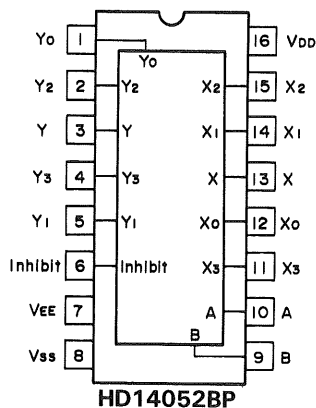 Y0 1 Y0 16 VDD
Y2 2 Y2 X2 15 X2
Y 3 Y X1 14 X1
Y3 4 Y3 X 13 X
Y1 5 Y1 X0 12 X0
Inhibit 6 Inhibit X3 11 X3
VEE 7 A 10 A
VSS 8 B 9 B
HD14052BP